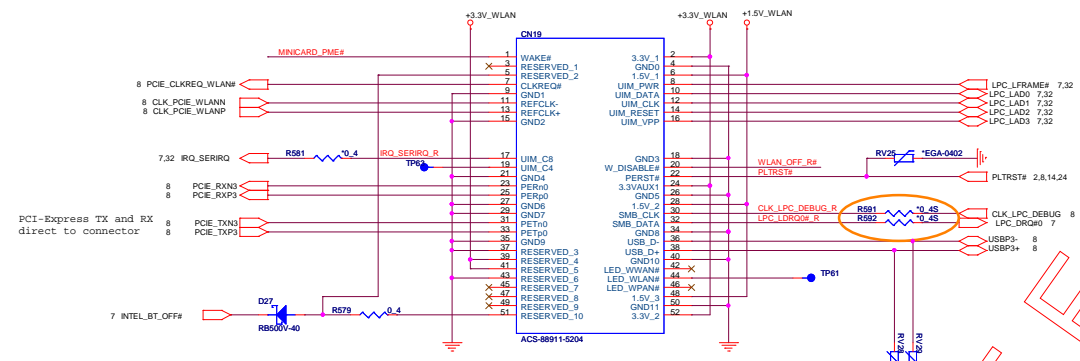 +3.3V_WLAN
+3.3V_WLAN
+1.5V_WLAN
CN19
MINICARD_PME#
1 WAKE#
3 RESERVED_1
5 RESERVED_2
8 PCIE_CLKREQ_WLAN# 7 CLKREQ#
9 GND1
8 CLK_PCIE_WLANN 11 REFCLK-
8 CLK_PCIE_WLANP 13 REFCLK+
15 GND2
7,32 IRQ_SERIRQ R581 *0_4 IRQ_SERIRQ_R 17 UIM_C8
TP62 19 UIM_C4
21 GND4
8 PCIE_RXN3 23 PERn0
8 PCIE_RXP3 25 PERp0
27 GND6
29 GND7
8 PCIE_TXN3 31 PETn0
8 PCIE_TXP3 33 PETp0
35 GND9
37 RESERVED_3
39 RESERVED_4
41 RESERVED_5
43 RESERVED_6
45 RESERVED_7
47 RESERVED_8
49 RESERVED_9
51 RESERVED_10
PCI-Express TX and RX
direct to connector
7 INTEL_BT_OFF#
D27
RB500V-40
R579 0_4
3.3V_1 2
GND0 4
1.5V_1 6
UIM_PWR 8 LPC_LFRAME# 7,32
UIM_DATA 10 LPC_LAD0 7,32
UIM_CLK 12 LPC_LAD1 7,32
UIM_RESET 14 LPC_LAD2 7,32
UIM_VPP 16 LPC_LAD3 7,32
GND3 18
W_DISABLE# 20 WLAN_OFF_R#
RV25 *EGA-0402
PERST# 22 PLTRST# PLTRST# 2,8,14,24
3.3VAUX1 24
GND5 26
1.5V_2 28
SMB_CLK 30 CLK_LPC_DEBUG_R R591 *0_4S CLK_LPC_DEBUG 8
SMB_DATA 32 LPC_LDRQ0#_R R592 *0_4S LPC_DRQ#0 7
GND8 34
USB_D- 36 USBP3- 8
USB_D+ 38 USBP3+ 8
GND10 40
LED_WWAN# 42
LED_WLAN# 44 TP61
LED_WPAN# 46
1.5V_3 48
GND11 50
3.3V_2 52
ACS-88911-5204